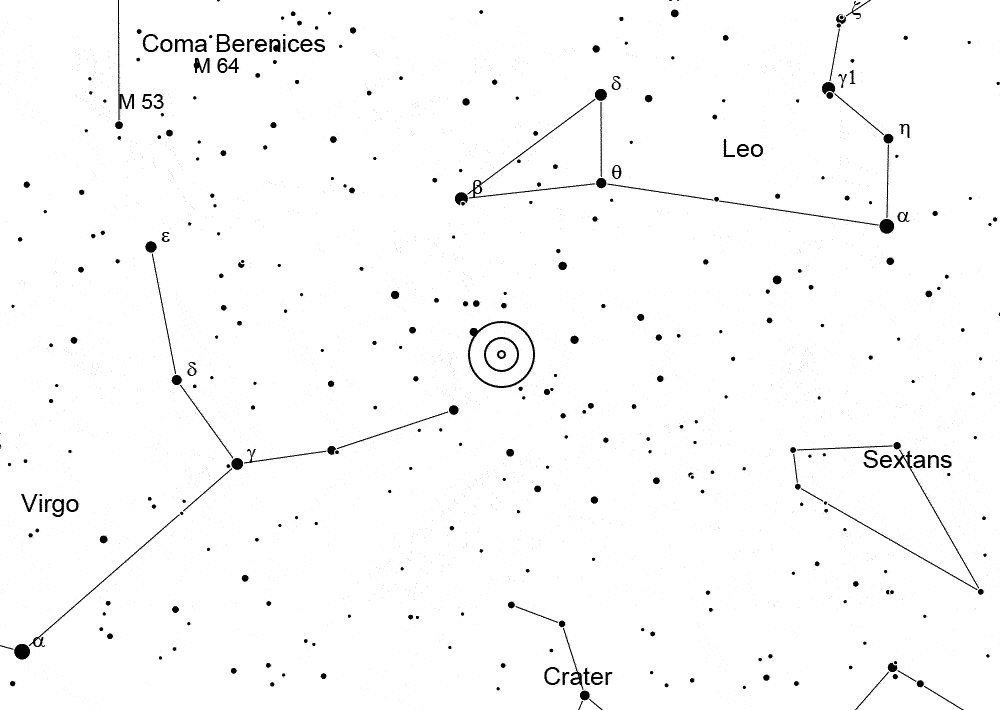 ξ
Coma Berenices
M 64
γ1
δ
M 53
η
Leo
θ
β
α
ε
δ
γ
Sextans
Virgo
α
Crater